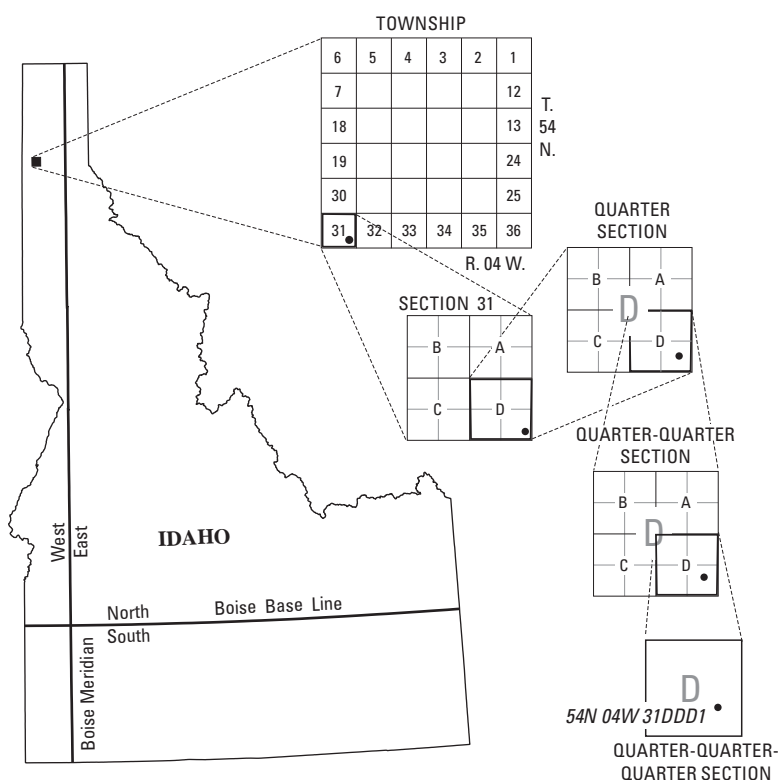 TOWNSHIP
6 5 4 3 2 1
7 12
18 13
19 24
30 25
31 32 33 34 35 36
T.
54
N.
R. 04 W.
SECTION 31
B A
C D
QUARTER
SECTION
B A
D
C D
QUARTER-QUARTER
SECTION
B A
D
C D
D
54N 04W 31DDD1
QUARTER-QUARTER-
QUARTER SECTION
IDAHO
West
East
North Boise Base Line
South
Boise Meridian